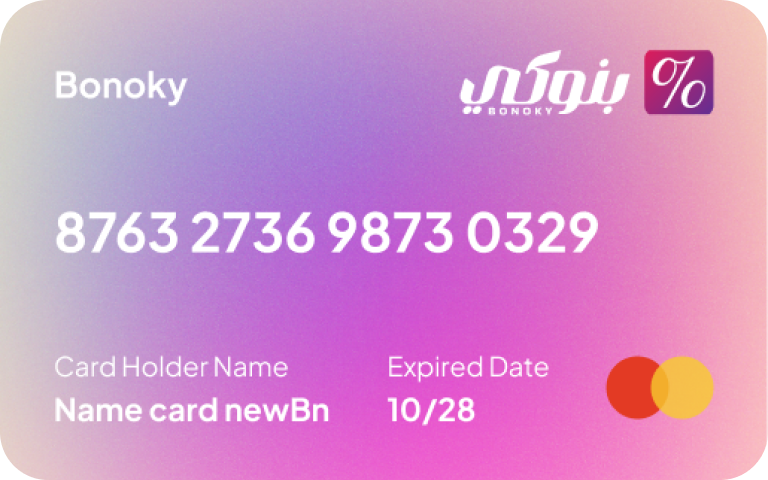 Bonoky
بنوكي
BONOKY
%
8763 2736 9873 0329
Card Holder Name
Name card newBn
Expired Date
10/28